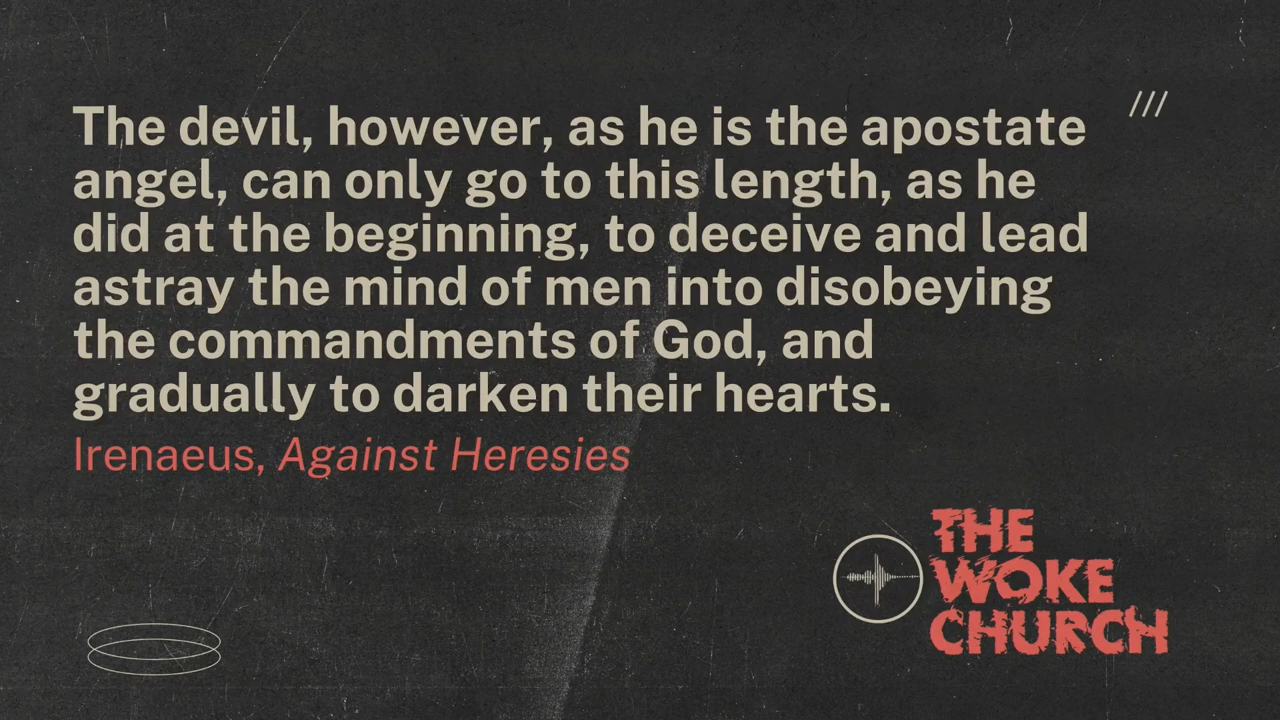 The devil, however, as he is the apostate
angel, can only go to this length, as he
did at the beginning, to deceive and lead
astray the mind of men into disobeying
the commandments of God, and
gradually to darken their hearts.
Irenaeus, Against Heresies
THE
WOKE
CHURCH